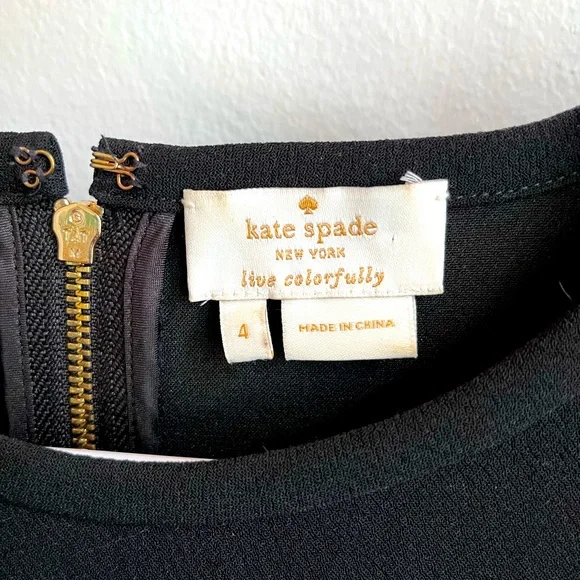 kate spade
NEW YORK
live colorfully
4
MADE IN CHINA